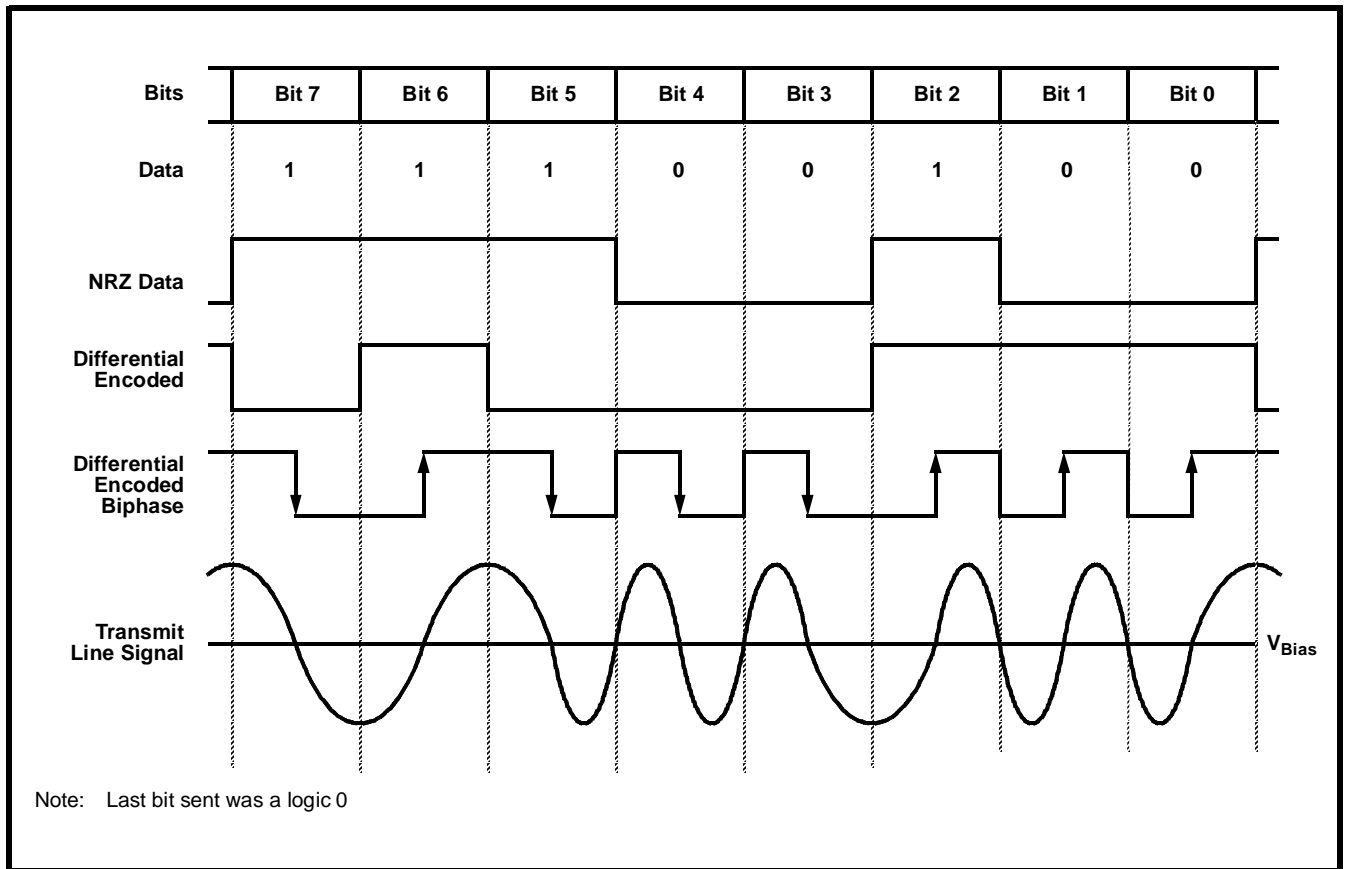 Bits Bit 7 Bit 6 Bit 5 Bit 4 Bit 3 Bit 2 Bit 1 Bit 0
Data 1 1 1 0 0 1 0 0
NRZ Data
Differential
Encoded
Differential
Encoded
Biphase
Transmit
Line Signal
VBias
Note: Last bit sent was a logic 0